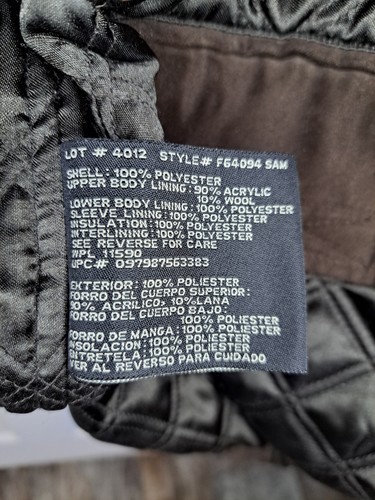 LOT # 4012 STYLE# F64094 SAM
SHELL: 100% POLYESTER
UPPER BODY LINING: 90% ACRYLIC
10% WOOL
LOWER BODY LINING: 100% POLYESTER
SLEEVE LINING: 100% POLYESTER
INSULATION: 100% POLYESTER
INTERLINING: 100% POLYESTER
SEE REVERSE FOR CARE
WPL 11590
UPC# 097987563383
EXTERIOR: 100% POLIESTER
FORRO DEL CUERPO SUPERIOR:
90% ACRILICO> 10%LANA
FORRO DEL CUERPO BAJO:
100% POLIESTER
FORRO DE MANGA: 100% POLIESTER
INSOLACION: 100% POLIESTER
ENTRETELA: 100% POLIESTER
VER AL REVERSO PARA CUIDADO